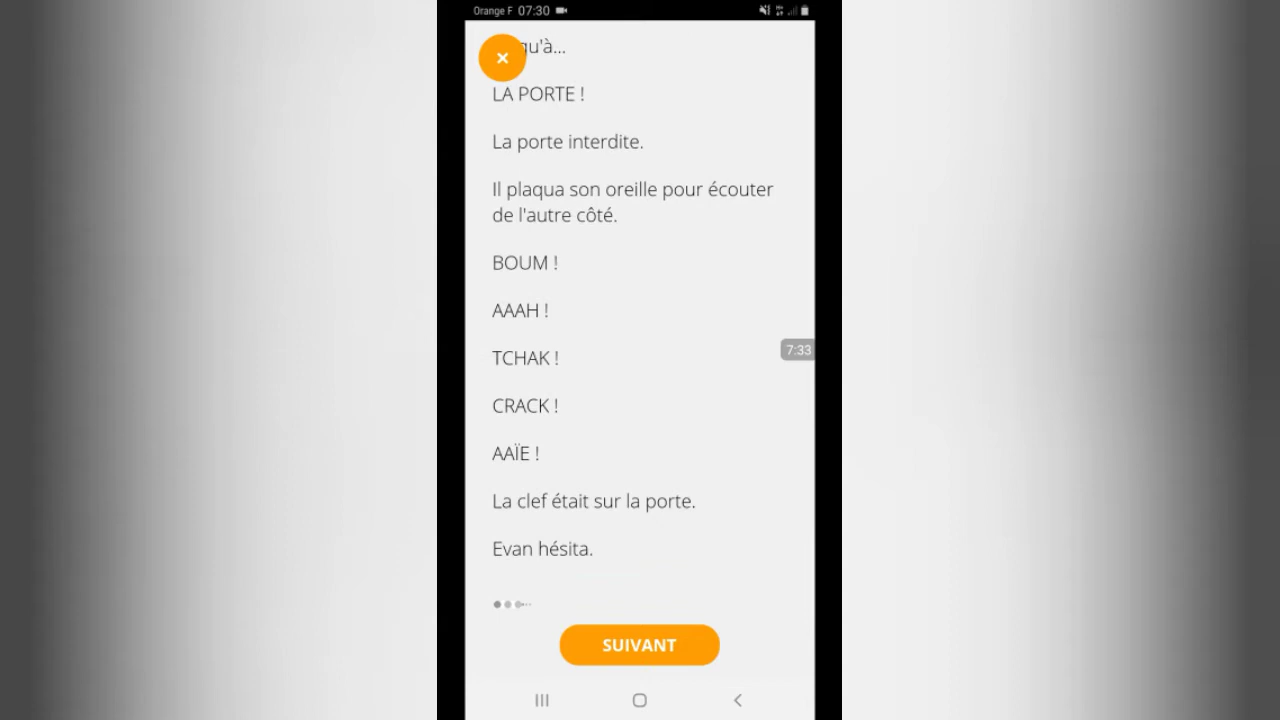 Orange F 07:30
qu'à...
LA PORTE !
La porte interdite.
Il plaqua son oreille pour écouter
de l'autre côté.
BOUM !
AAAH !
7:33
TCHAK !
CRACK !
AAÏE !
La clef était sur la porte.
Evan hésita.
SUIVANT